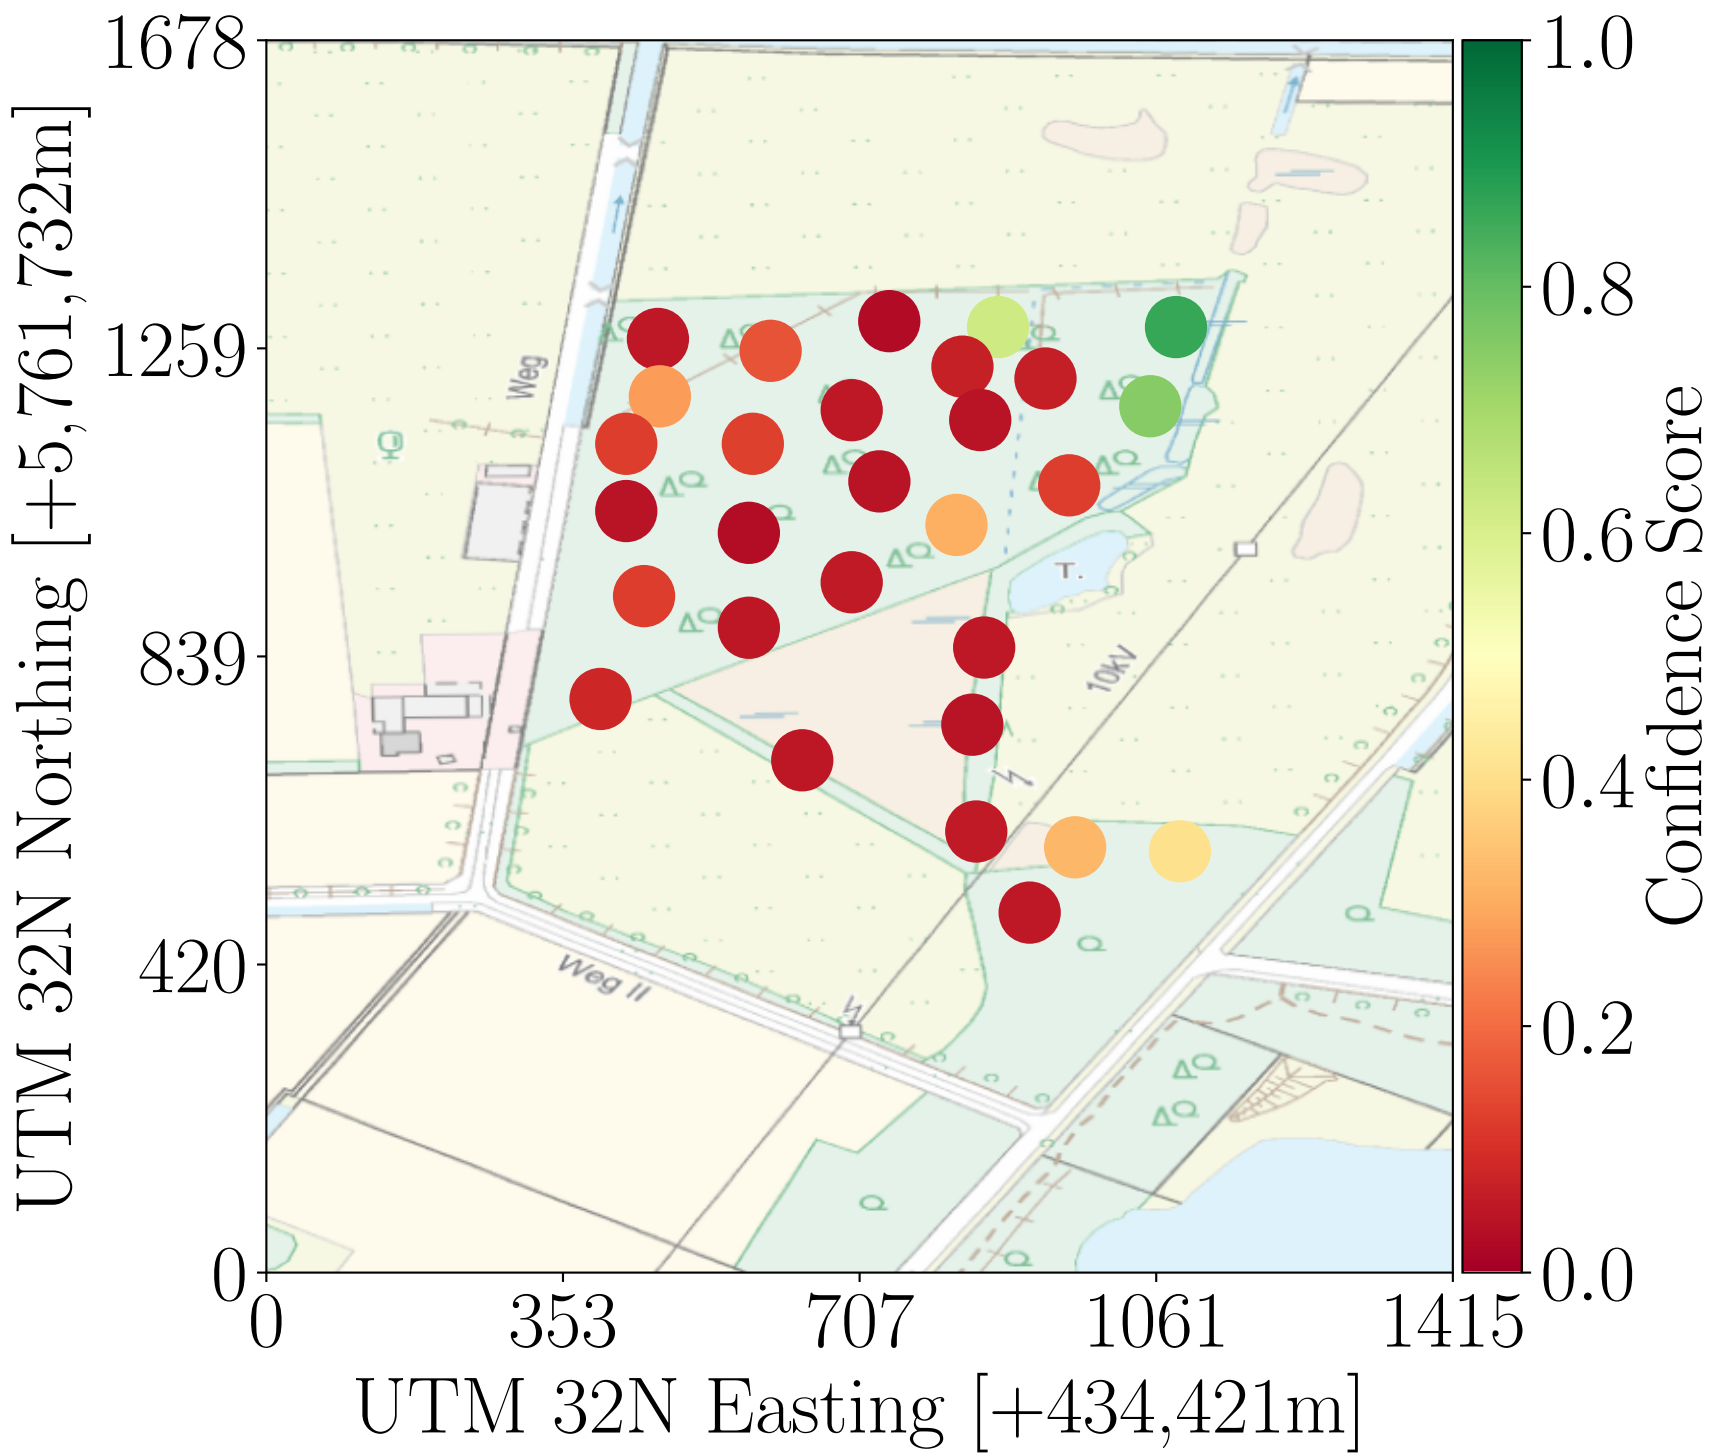 1678
1259
839
420
0
0
353
707
1061
1415
UTM 32N Northing [+5,761,732m]
UTM 32N Easting [+434,421m]
Weg
T.
10kV
Weg II
1.0
0.8
0.6
0.4
0.2
0.0
Confidence Score